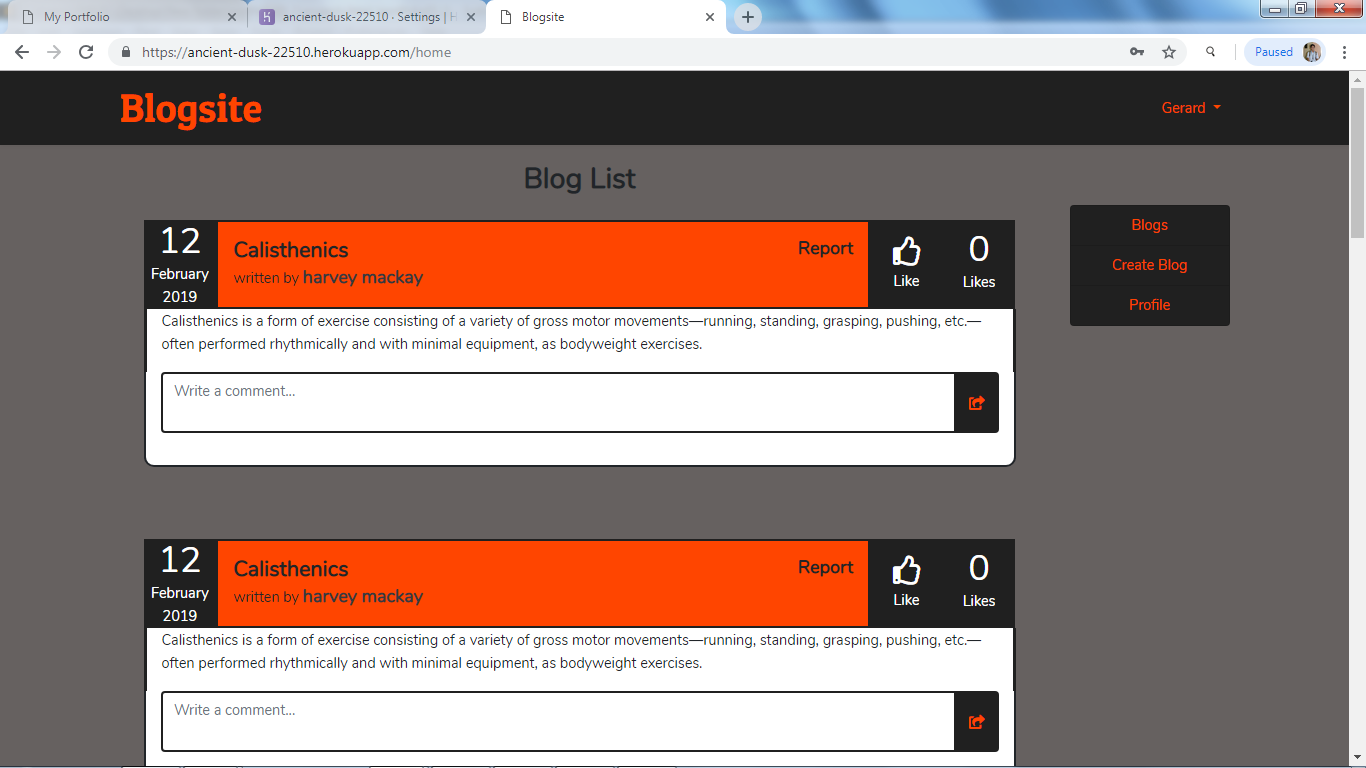 My Portfolio
ancient-dusk-22510 · Settings | H
Blogsite
https://ancient-dusk-22510.herokuapp.com/home
Paused
Blogsite
Gerard
Blog List
Blogs
Create Blog
Profile
12
February
2019
Calisthenics
written by harvey mackay
Report
Like
0
Likes
Calisthenics is a form of exercise consisting of a variety of gross motor movements—running, standing, grasping, pushing, etc.—
often performed rhythmically and with minimal equipment, as bodyweight exercises.
Write a comment...
12
February
2019
Calisthenics
written by harvey mackay
Report
Like
0
Likes
Calisthenics is a form of exercise consisting of a variety of gross motor movements—running, standing, grasping, pushing, etc.—
often performed rhythmically and with minimal equipment, as bodyweight exercises.
Write a comment...